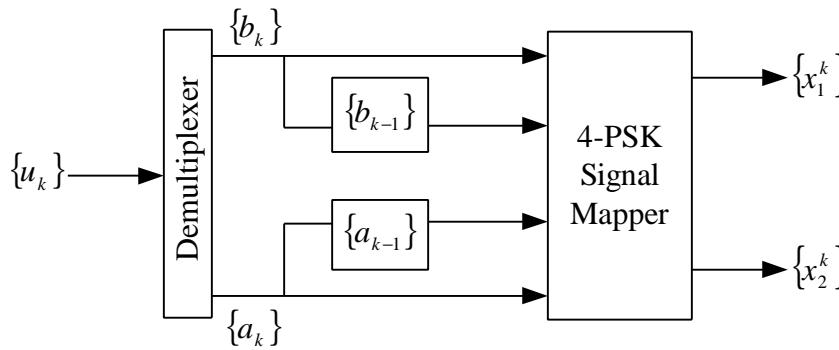 {b_k}
{b_{k-1}}
{u_k}
Demultiplexer
{a_{k-1}}
{a_k}
4-PSK
Signal
Mapper
{x_1^k}
{x_2^k}